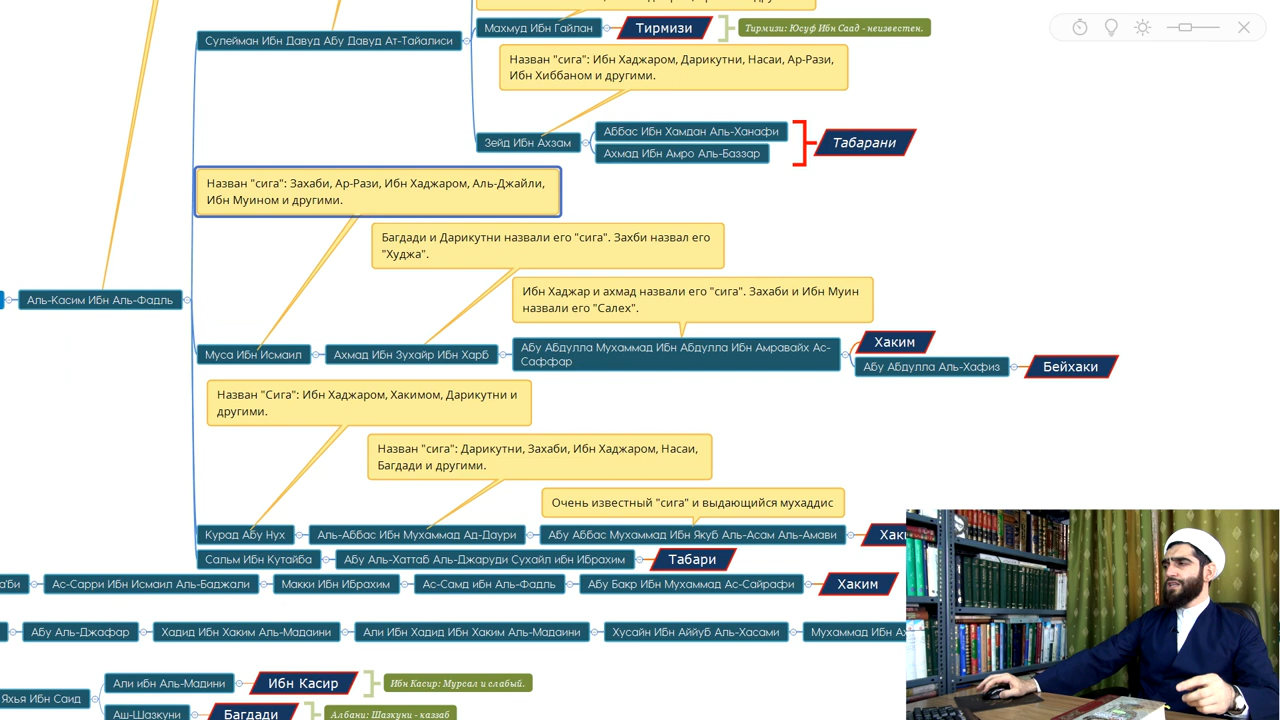 Сулейман Ибн Давуд Абу Давуд Ат-Тайалиси
Махмуд Ибн Гайлан
Тирмизи
Тирмизи: Юсуф Ибн Саад - неизвестен.
Назван "сига": Ибн Хаджаром, Дарикутни, Насаи, Ар-Рази,
Ибн Хиббаном и другими.
Зейд Ибн Ахзам
Аббас Ибн Хамдан Аль-Ханафи
Ахмад Ибн Амро Аль-Баззар
Табарани
Назван "сига": Захаби, Ар-Рази, Ибн Хаджаром, Аль-Джайли,
Ибн Муином и другими.
Багдади и Дарикутни назвали его "сига". Захби назвал его
"Худжа".
Ибн Хаджар и ахмад назвали его "сига". Захаби и Ибн Муин
назвали его "Салех".
Аль-Касим Ибн Аль-Фадль
Муса Ибн Исмаил
Ахмад Ибн Зухайр Ибн Харб
Абу Абдулла Мухаммад Ибн Абдулла Ибн Амравайх Ас-
Саффар
Хаким
Абу Абдулла Аль-Хафиз
Бейхаки
Назван "Сига": Ибн Хаджаром, Хакимом, Дарикутни и
другими.
Назван "сига": Дарикутни, Захаби, Ибн Хаджаром, Насаи,
Багдади и другими.
Очень известный "сига" и выдающийся мухаддис
Курад Абу Нух
Аль-Аббас Ибн Мухаммад Ад-Даури
Абу Аббас Мухаммад Ибн Якуб Аль-Асам Аль-Амави
Сальм Ибн Кутайба
Абу Аль-Хаттаб Аль-Джаруди Сухайл ибн Ибрахим
Табари
Ас-Сарри Ибн Исмаил Аль-Баджали
Макки Ибн Ибрахим
Ас-Самд ибн Аль-Фадль
Абу Бакр Ибн Мухаммад Ас-Сайрафи
Хаким
Абу Аль-Джафар
Хадид Ибн Хаким Аль-Мадаини
Али Ибн Хадид Ибн Хаким Аль-Мадаини
Хусайн Ибн Аййуб Аль-Хасами
Мухаммад Ибн
Яхья Ибн Саид
Али ибн Аль-Мадини
Ибн Касир
Ибн Касир: Мурсал и слабый.
Аш-Шазкуни
Багдади
Албани: Шазкуни - каззаб